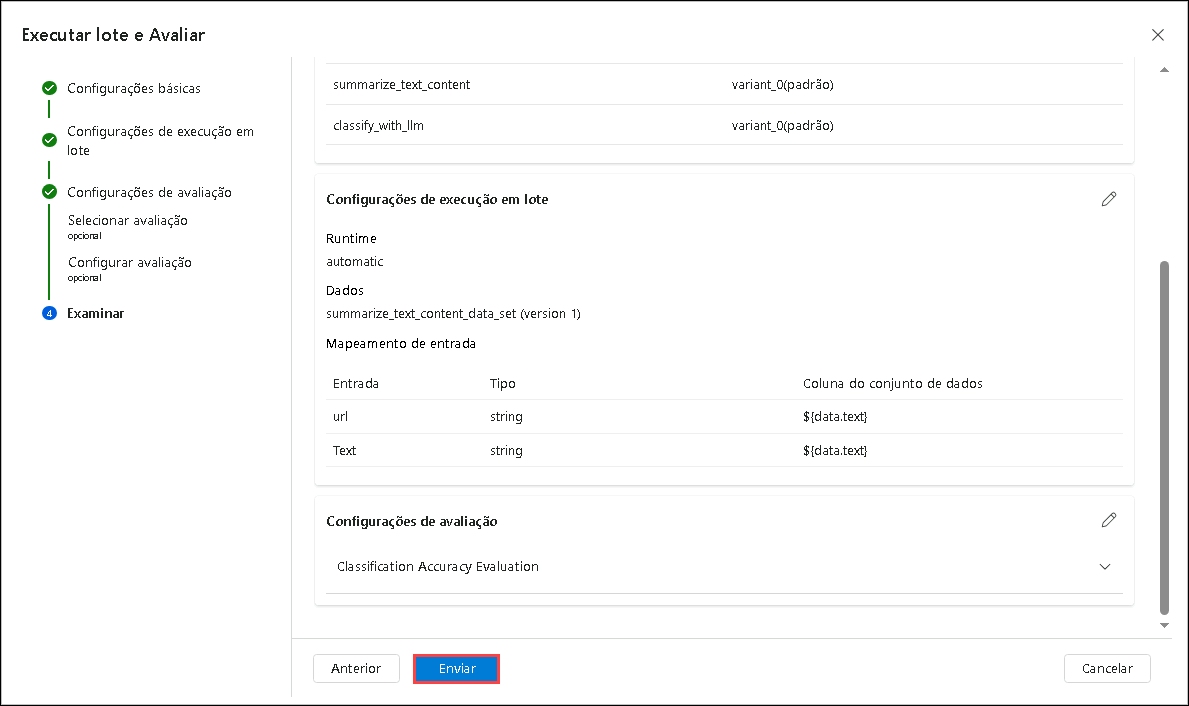 Executar lote e Avaliar
Configurações básicas
Configurações de execução em
lote
Configurações de avaliação
Selecionar avaliação
opcional
Configurar avaliação
opcional
4 Examinar
summarize_text_content variant_0(padrão)
classify_with_llm variant_0(padrão)
Configurações de execução em lote
Runtime
automatic
Dados
summarize_text_content_data_set (version 1)
Mapeamento de entrada
Entrada Tipo Coluna do conjunto de dados
url string ${data.text}
Text string ${data.text}
Configurações de avaliação
Classification Accuracy Evaluation
Anterior Enviar Cancelar